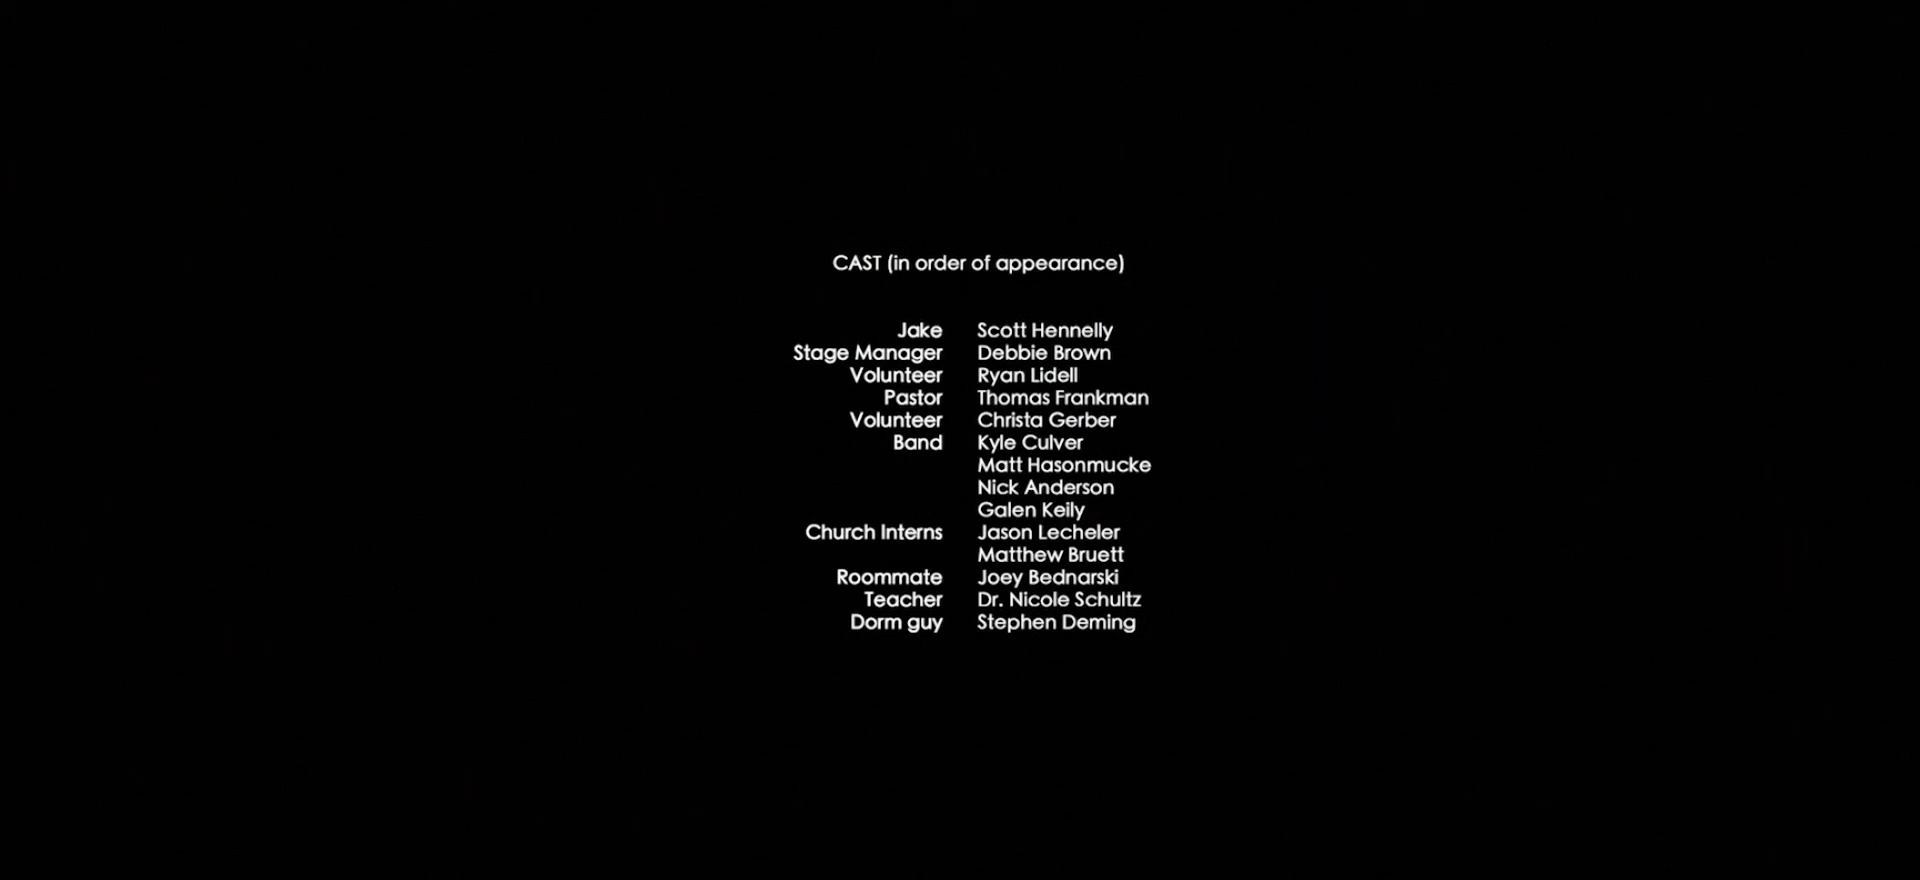 CAST (in order of appearance)
Jake Scott Hennelly
Stage Manager Debbie Brown
Volunteer Ryan Lidell
Pastor Thomas Frankman
Volunteer Christa Gerber
Band Kyle Culver
Matt Hasonmucke
Nick Anderson
Galen Keily
Church Interns Jason Lecheler
Matthew Bruett
Roommate Joey Bednarski
Teacher Dr. Nicole Schultz
Dorm guy Stephen Deming